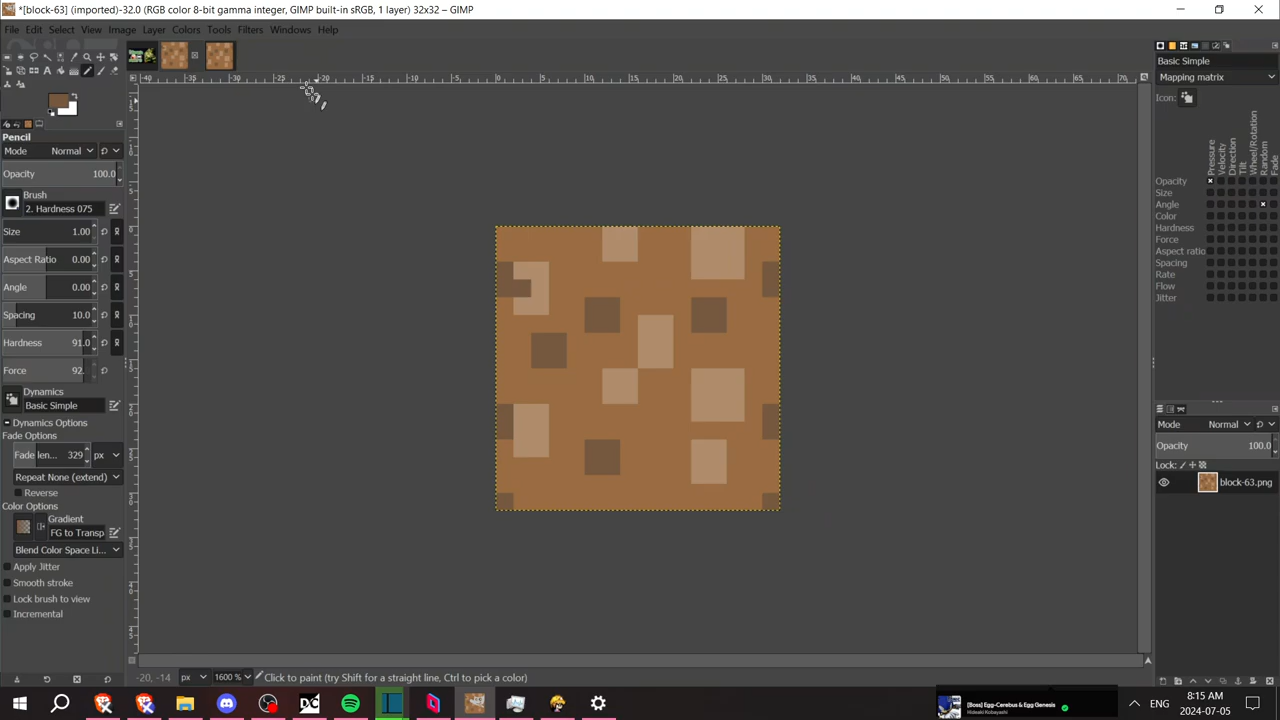 *[block-63] (imported)-32.0 (RGB color 8-bit gamma integer, GIMP built-in sRGB, 1 layer) 32x32 – GIMP
File Edit Select View Image Layer Colors Tools Filters Windows Help
Pencil
Mode Normal
Opacity 100.0
Brush
2. Hardness 075
Size 1.00
Aspect Ratio 0.00
Angle 0.00
Spacing 10.0
Hardness 91.0
Force 92.
Dynamics
Basic Simple
Dynamics Options
Fade Options
Fade len... 329 px
Repeat None (extend)
Reverse
Color Options
Gradient
FG to Transp
Blend Color Space Li...
Apply Jitter
Smooth stroke
Lock brush to view
Incremental
-20, -14 px 1600 % Click to paint (try Shift for a straight line, Ctrl to pick a color)
Basic Simple
Mapping matrix
Icon:
Pressure
Velocity
Direction
Tilt
Wheel/Rotation
Random
Fade
Opacity
Size
Angle
Color
Hardness
Force
Aspect ratio
Spacing
Rate
Flow
Jitter
Mode Normal
Opacity 100.0
Lock:
block-63.png
[Boss] Egg-Cerebus & Egg Genesis
Hideaki Kobayashi
ENG
8:15 AM
2024-07-05